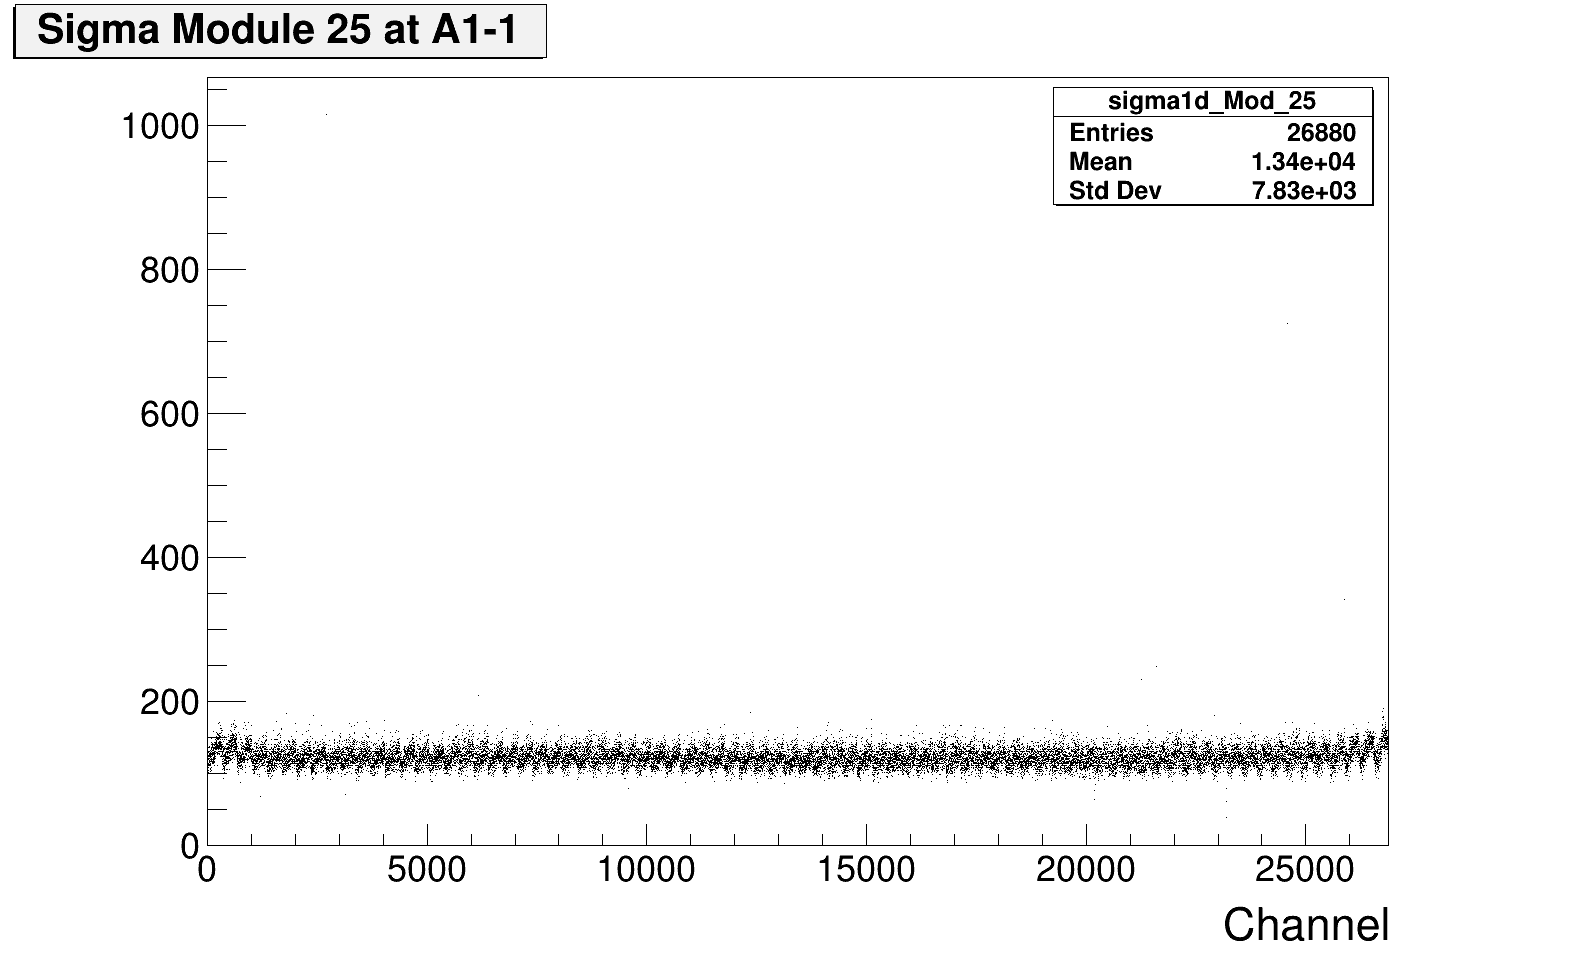 Sigma Module 25 at A1-1
sigma1d_Mod_25
Entries 26880
Mean 1.34e+04
Std Dev 7.83e+03
1000
800
600
400
200
0
0 5000 10000 15000 20000 25000
Channel